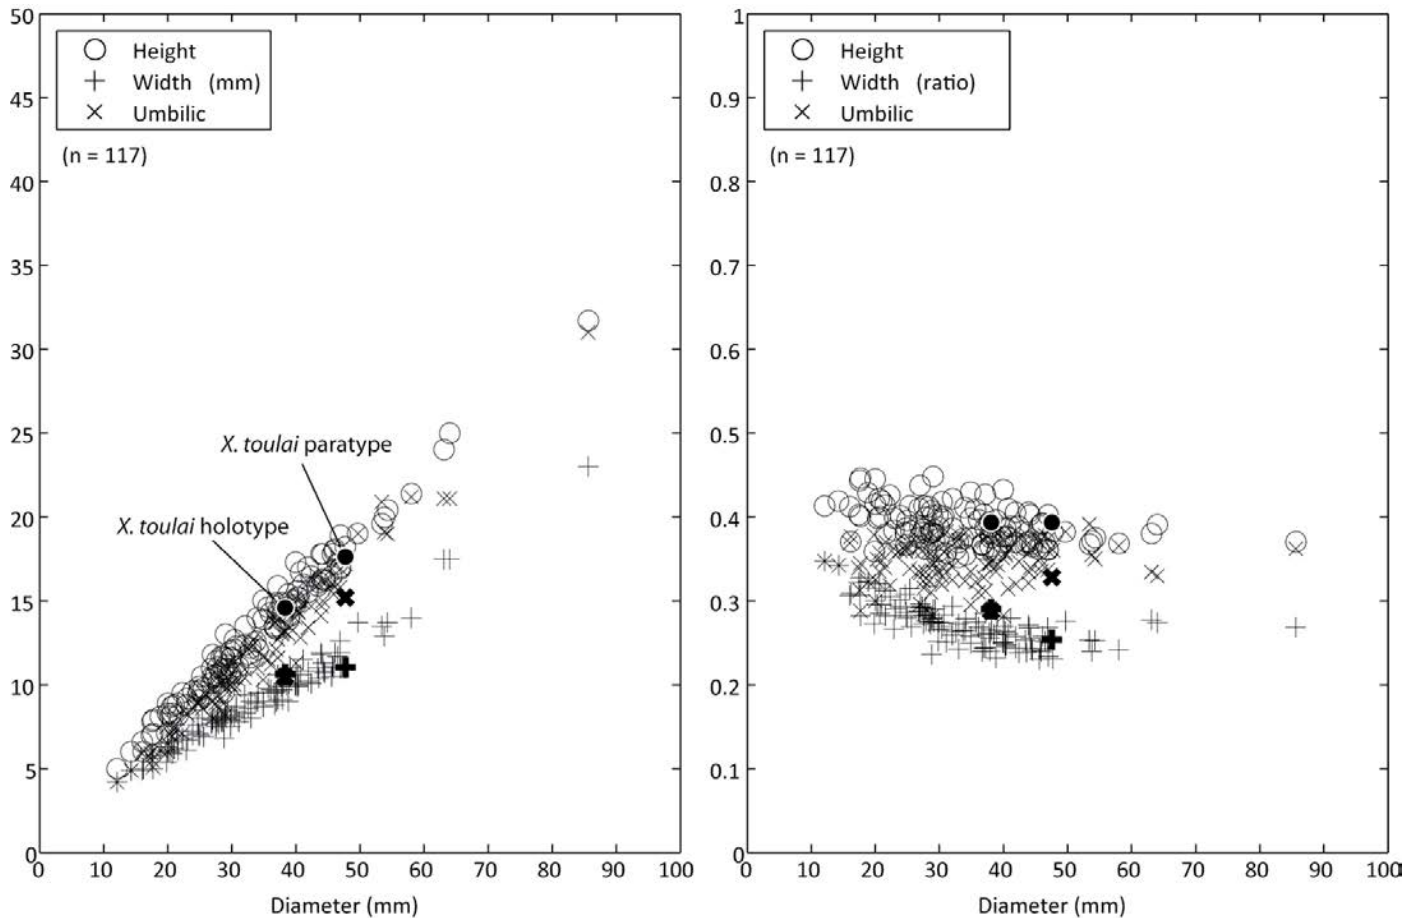 50
45
40
35
30
25
20
15
10
5
0
Height
Width (mm)
Umbilic
(n = 117)
X. toulai paratype
X. toulai holotype
0 10 20 30 40 50 60 70 80 90 100
Diameter (mm)
1
0.9
0.8
0.7
0.6
0.5
0.4
0.3
0.2
0.1
0
Height
Width (ratio)
Umbilic
(n = 117)
0 10 20 30 40 50 60 70 80 90 100
Diameter (mm)